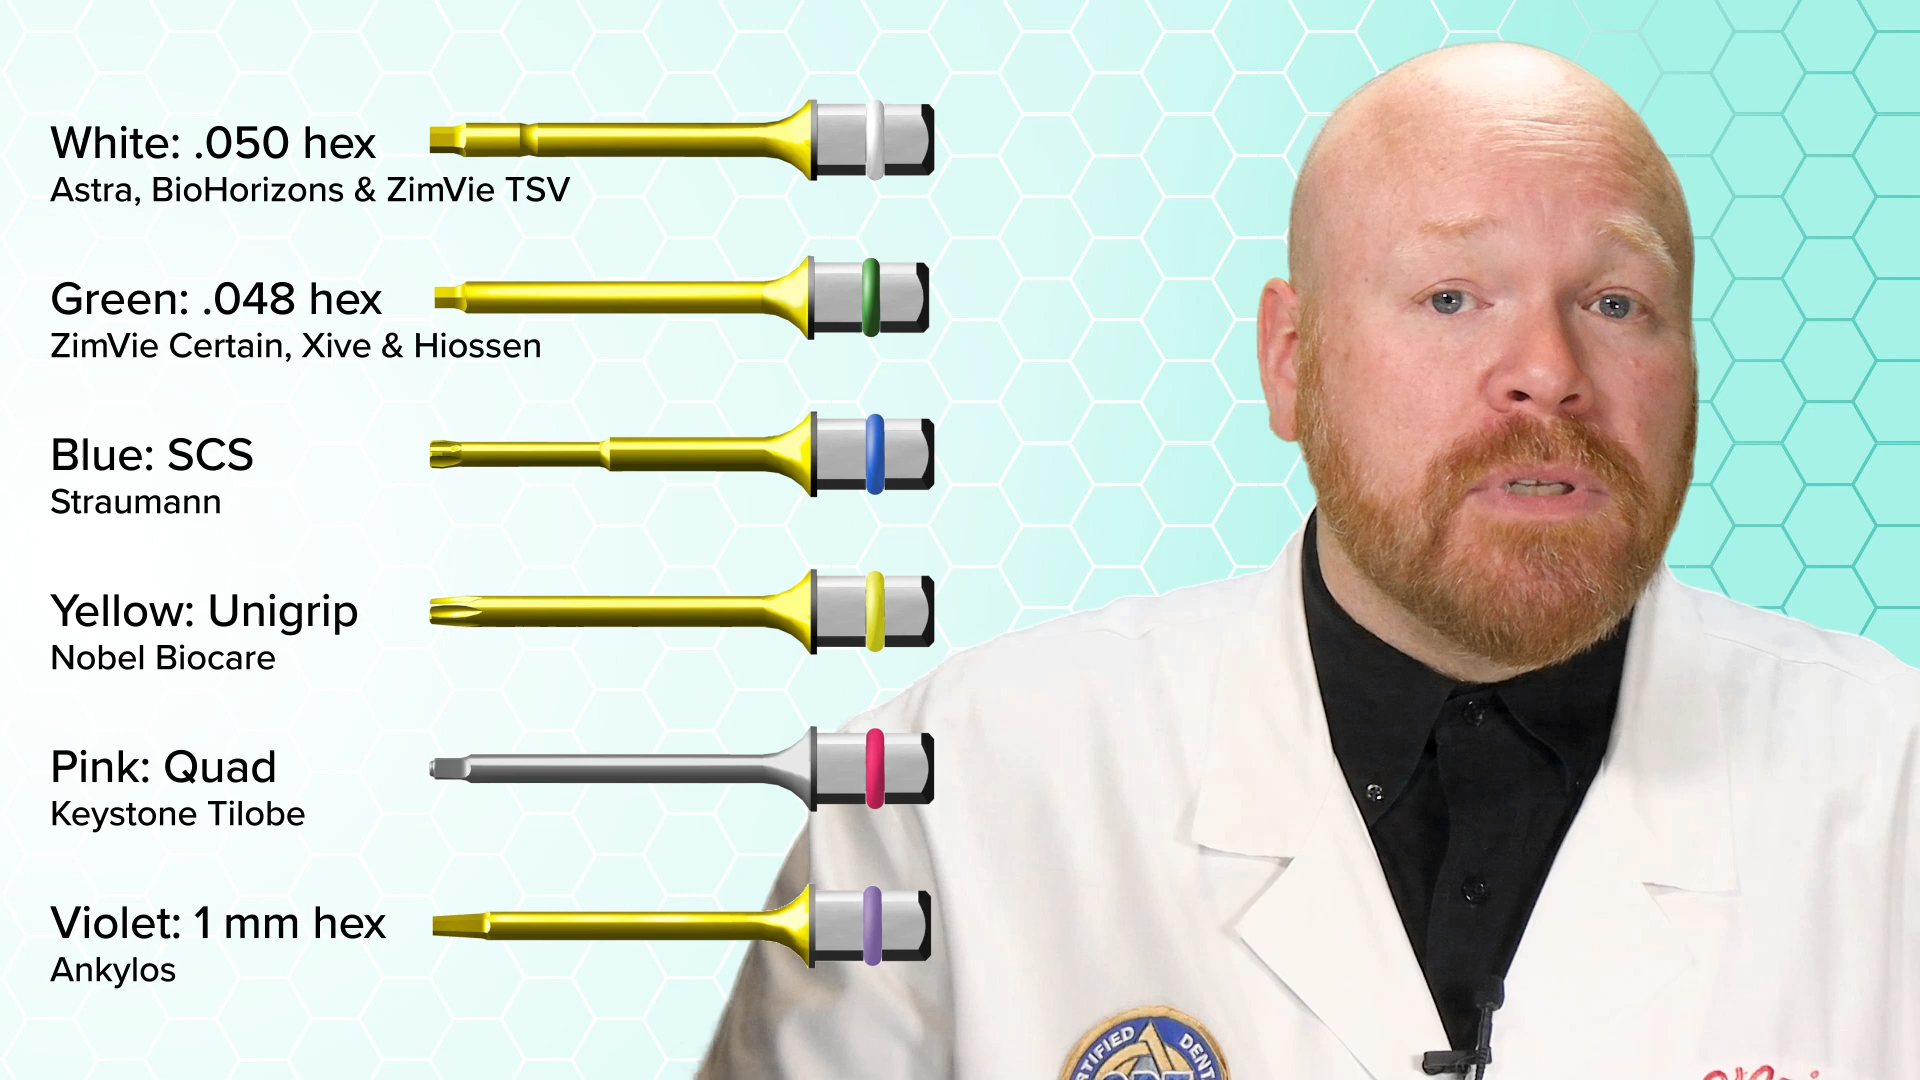 White: .050 hex
Astra, BioHorizons & ZimVie TSV
Green: .048 hex
ZimVie Certain, Xive & Hiossen
Blue: SCS
Straumann
Yellow: Unigrip
Nobel Biocare
Pink: Quad
Keystone Tilobe
Violet: 1 mm hex
Ankylos